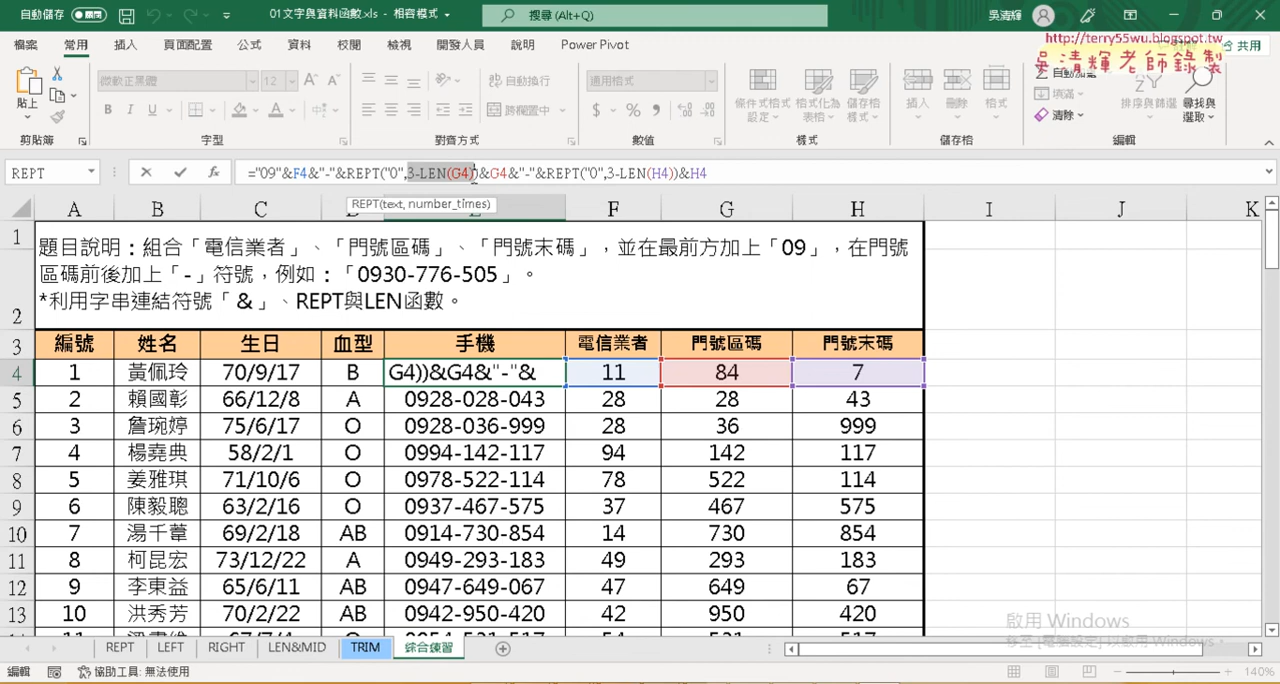 自動儲存 01文字與資料函數.xls - 相容模式 搜尋 (Alt+Q) 吳清輝
http://terry55wu.blogspot.tw
吳清輝老師錄製
檔案 常用 插入 頁面配置 公式 資料 校閱 檢視 開發人員 說明 Power Pivot 共用
貼上 微軟正黑體 12 自動換行 通用格式 條件式格式設定 格式化為表格 儲存格樣式 插入 刪除 格式 自動加總
B I U 跨欄置中 $ % 填滿 排序與篩選 尋找與選取
清除
剪貼簿 字型 對齊方式 數值 樣式 儲存格 編輯
REPT ="09"&F4&"-"&REPT("0",3-LEN(G4))&G4&"-"&REPT("0",3-LEN(H4))&H4
REPT(text, number_times)
A B C D E F G H I J K
1 題目說明：組合「電信業者」、「門號區碼」、「門號末碼」，並在最前方加上「09」，在門號
區碼前後加上「-」符號，例如：「0930-776-505」。
2 *利用字串連結符號「&」、REPT與LEN函數。
3 編號 姓名 生日 血型 手機 電信業者 門號區碼 門號末碼
4 1 黃佩玲 70/9/17 B G4))&G4&"-"& 11 84 7
5 2 賴國彰 66/12/8 A 0928-028-043 28 28 43
6 3 詹琬婷 75/6/17 O 0928-036-999 28 36 999
7 4 楊堯典 58/2/1 O 0994-142-117 94 142 117
8 5 姜雅琪 71/10/6 O 0978-522-114 78 522 114
9 6 陳毅聰 63/2/16 O 0937-467-575 37 467 575
10 7 湯千葦 69/2/18 AB 0914-730-854 14 730 854
11 8 柯昆宏 73/12/22 A 0949-293-183 49 293 183
12 9 李東益 65/6/11 AB 0947-649-067 47 649 67
13 10 洪秀芳 70/2/22 AB 0942-950-420 42 950 420
啟用 Windows
移至 [電腦設定] 以啟用 Windows。
REPT LEFT RIGHT LEN&MID TRIM 綜合練習
編輯 協助工具: 無法使用 140%